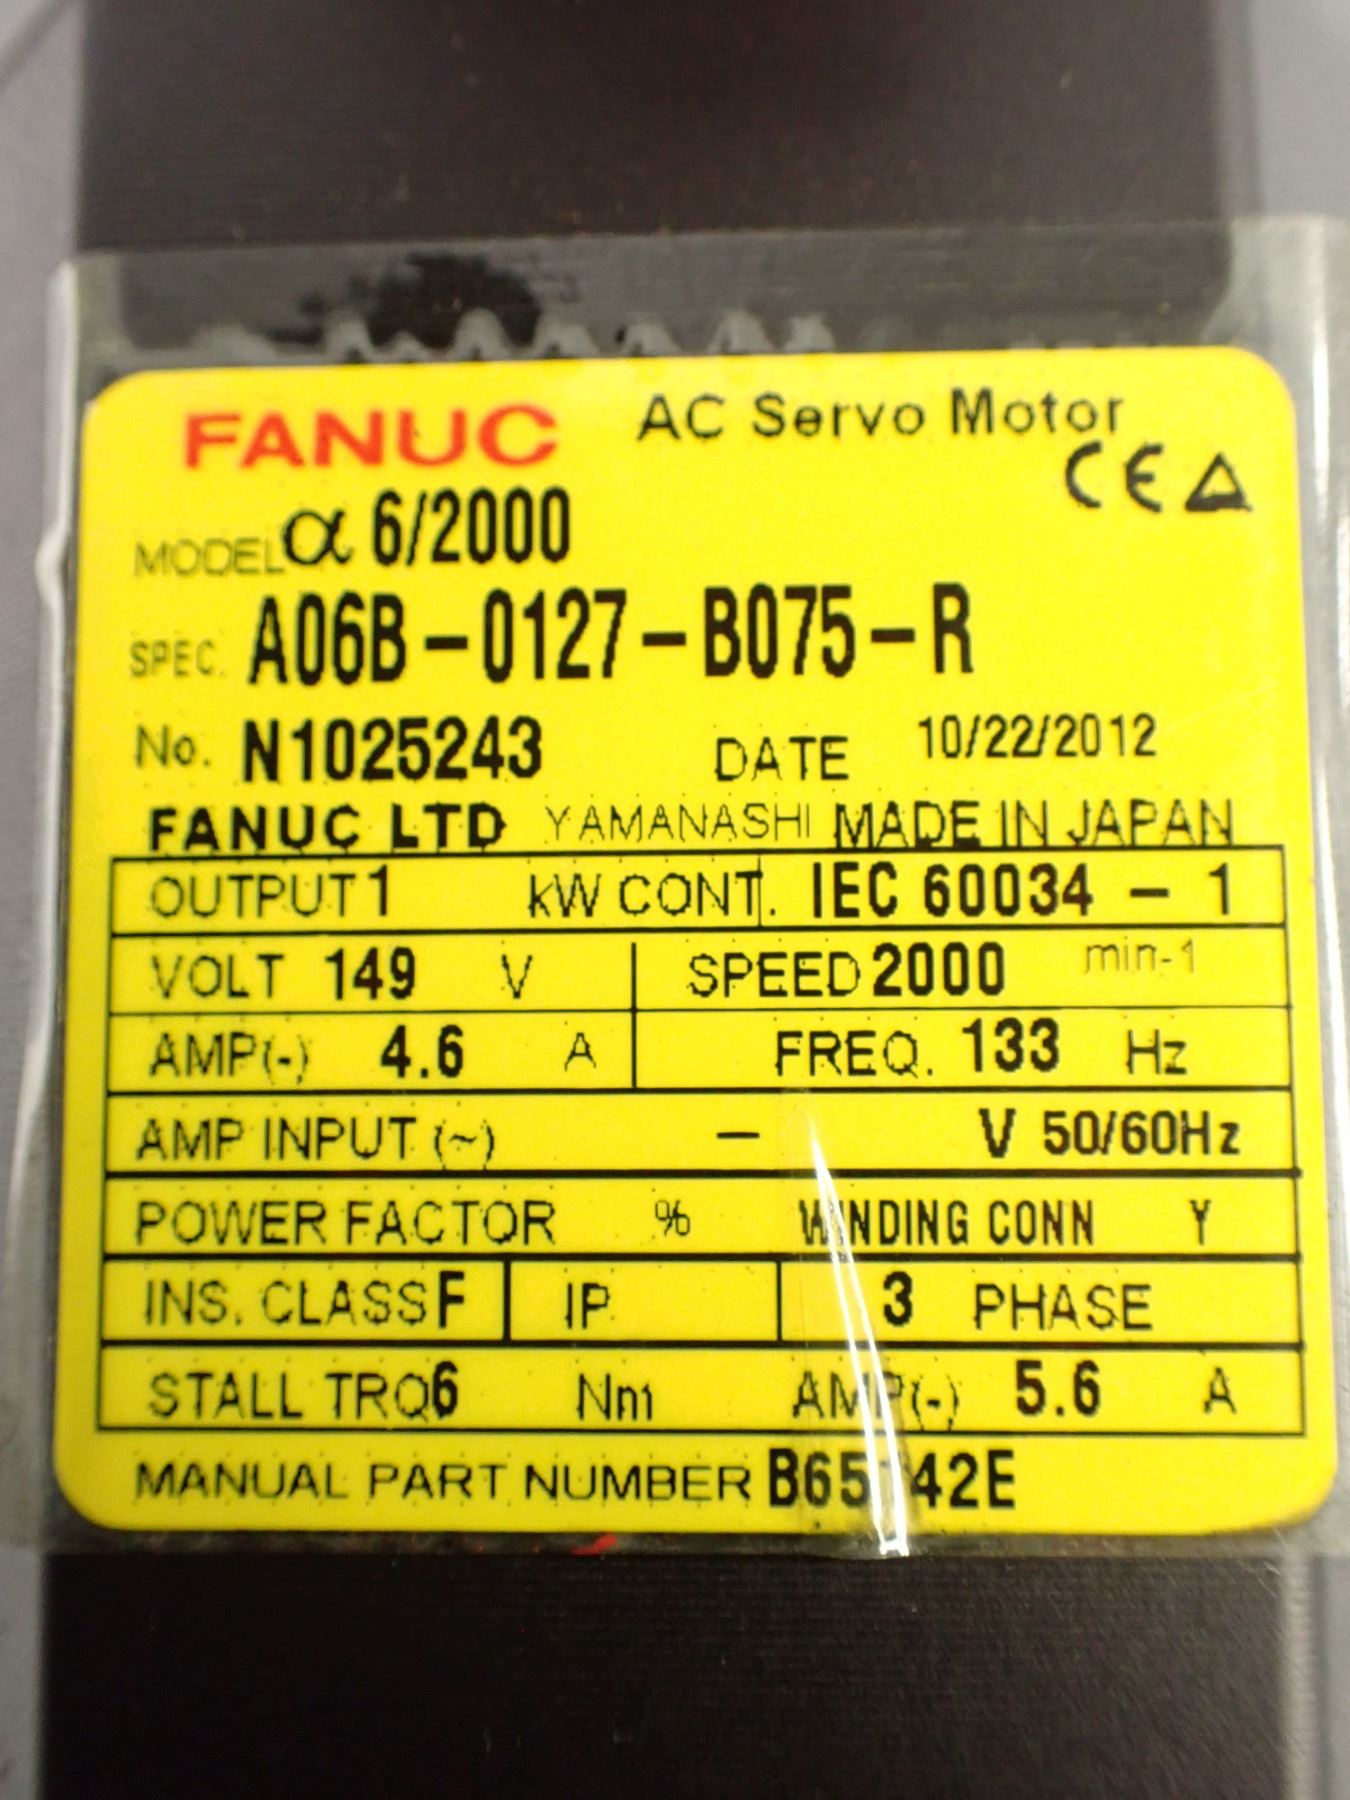 FANUC AC Servo Motor
CE
MODEL α 6/2000
SPEC. A06B-0127-B075-R
No. N1025243 DATE 10/22/2012
FANUC LTD YAMANASHI MADE IN JAPAN
OUTPUT 1 kW CONT. IEC 60034 - 1
VOLT 149 V SPEED 2000 min-1
AMP(-) 4.6 A FREQ. 133 Hz
AMP INPUT (~) - V 50/60Hz
POWER FACTOR % WINDING CONN Y
INS. CLASS F IP. 3 PHASE
STALL TRQ 6 Nm AMP(-) 5.6 A
MANUAL PART NUMBER